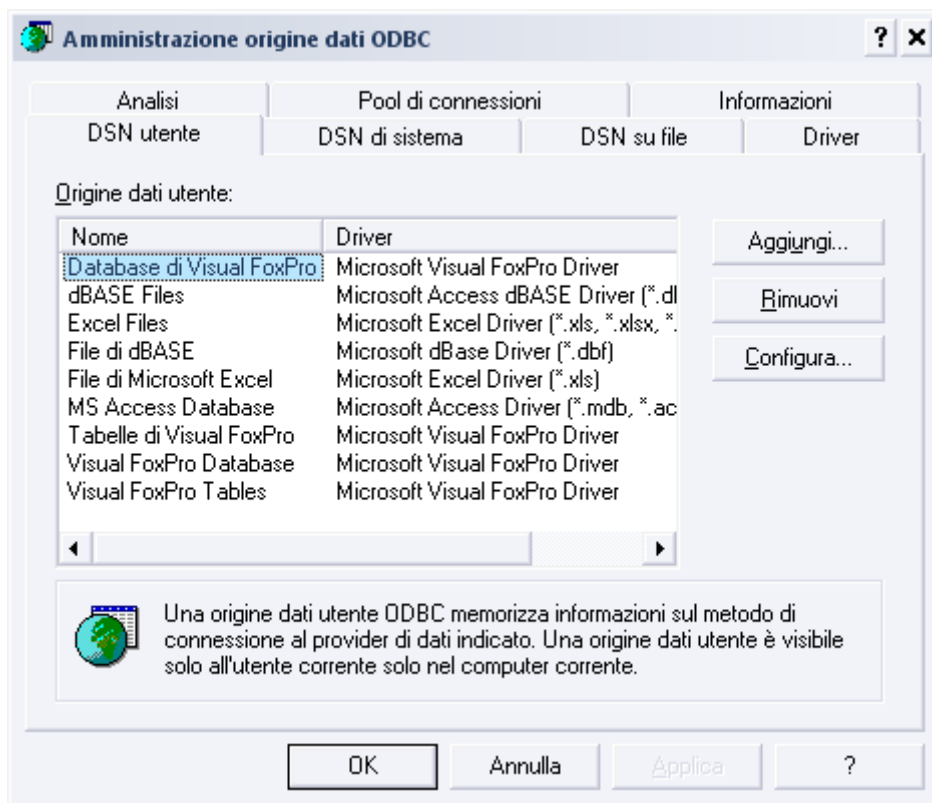 Amministrazione origine dati ODBC
? ×
Analisi Pool di connessioni Informazioni
DSN utente DSN di sistema DSN su file Driver
Origine dati utente:
Nome Driver
Database di Visual FoxPro Microsoft Visual FoxPro Driver
dBASE Files Microsoft Access dBASE Driver (*.d
Excel Files Microsoft Excel Driver (*.xls, *.xlsx, *.
File di dBASE Microsoft dBase Driver (*.dbf)
File di Microsoft Excel Microsoft Excel Driver (*.xls)
MS Access Database Microsoft Access Driver (*.mdb, *.ac
Tabelle di Visual FoxPro Microsoft Visual FoxPro Driver
Visual FoxPro Database Microsoft Visual FoxPro Driver
Visual FoxPro Tables Microsoft Visual FoxPro Driver
Aggiungi...
Rimuovi
Configura...
Una origine dati utente ODBC memorizza informazioni sul metodo di
connessione al provider di dati indicato. Una origine dati utente è visibile
solo all'utente corrente solo nel computer corrente.
OK Annulla Applica ?